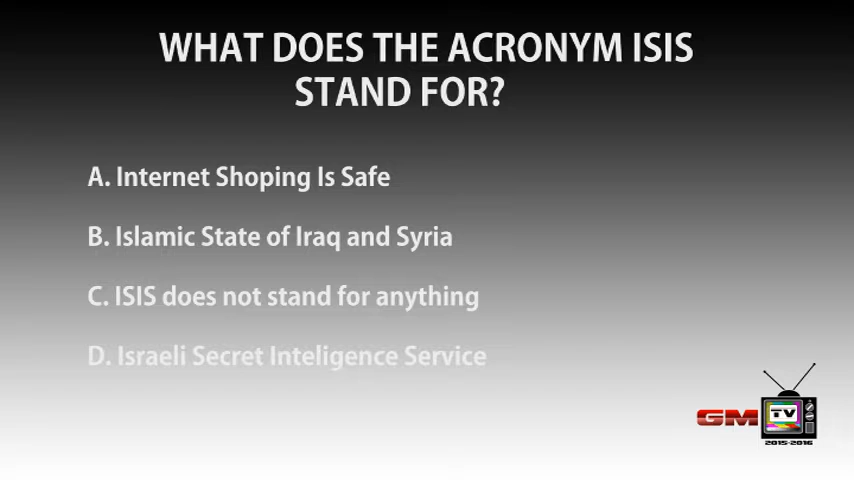 WHAT DOES THE ACRONYM ISIS
STAND FOR?
A. Internet Shoping Is Safe
B. Islamic State of Iraq and Syria
C. ISIS does not stand for anything
D. Israeli Secret Inteligence Service
GM TV
2015-2016